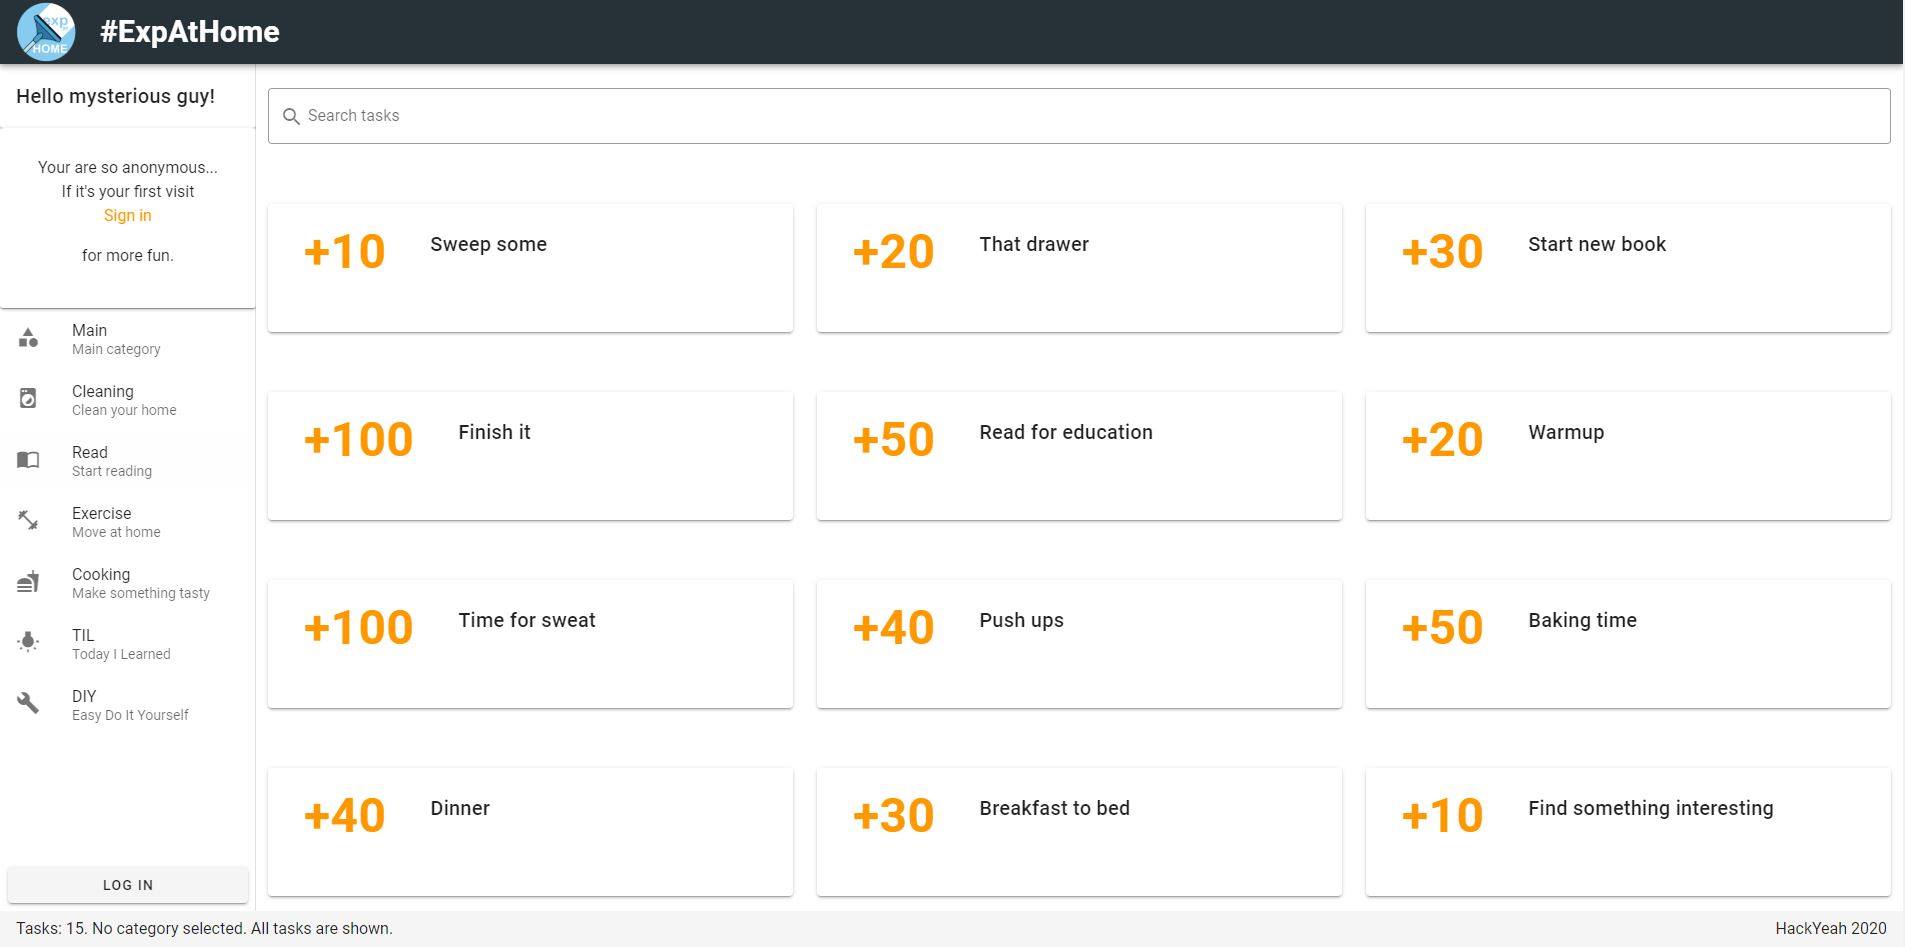 exp
HOME
#ExpAtHome
Hello mysterious guy!
Your are so anonymous...
If it's your first visit
Sign in
for more fun.
Main
Main category
Cleaning
Clean your home
Read
Start reading
Exercise
Move at home
Cooking
Make something tasty
TIL
Today I Learned
DIY
Easy Do It Yourself
LOG IN
Search tasks
+10 Sweep some
+20 That drawer
+30 Start new book
+100 Finish it
+50 Read for education
+20 Warmup
+100 Time for sweat
+40 Push ups
+50 Baking time
+40 Dinner
+30 Breakfast to bed
+10 Find something interesting
Tasks: 15. No category selected. All tasks are shown.
HackYeah 2020